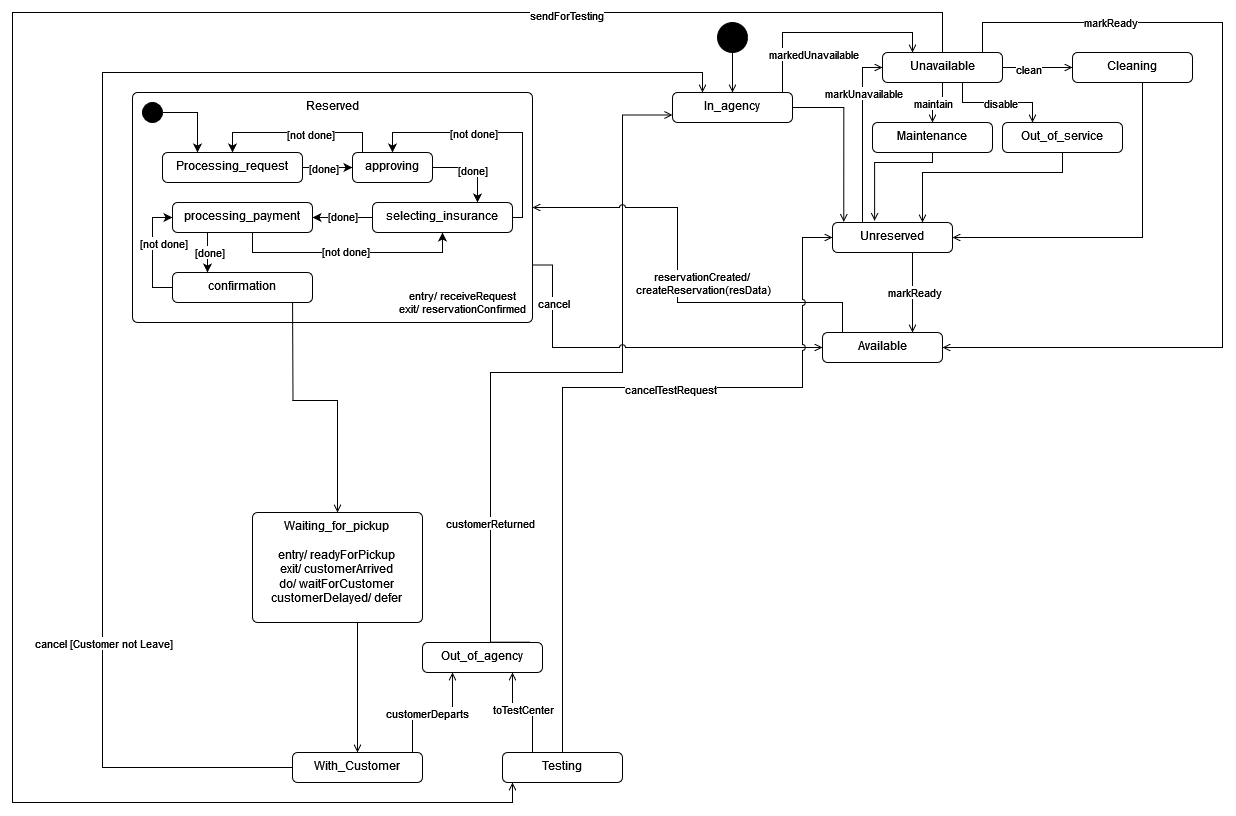 sendForTesting
markReady
markedUnavailable
Unavailable
clean
Cleaning
markUnavailable
Reserved
In_agency
maintain
disable
[not done]
[not done]
Maintenance
Out_of_service
Processing_request
[done]
approving
[done]
processing_payment
[done]
selecting_insurance
Unreserved
[not done]
[done]
[not done]
confirmation
reservationCreated/
createReservation(resData)
markReady
entry/ receiveRequest
exit/ reservationConfirmed
cancel
Available
cancelTestRequest
Waiting_for_pickup
customerReturned
entry/ readyForPickup
exit/ customerArrived
do/ waitForCustomer
customerDelayed/ defer
cancel [Customer not Leave]
Out_of_agency
customerDeparts
toTestCenter
With_Customer
Testing